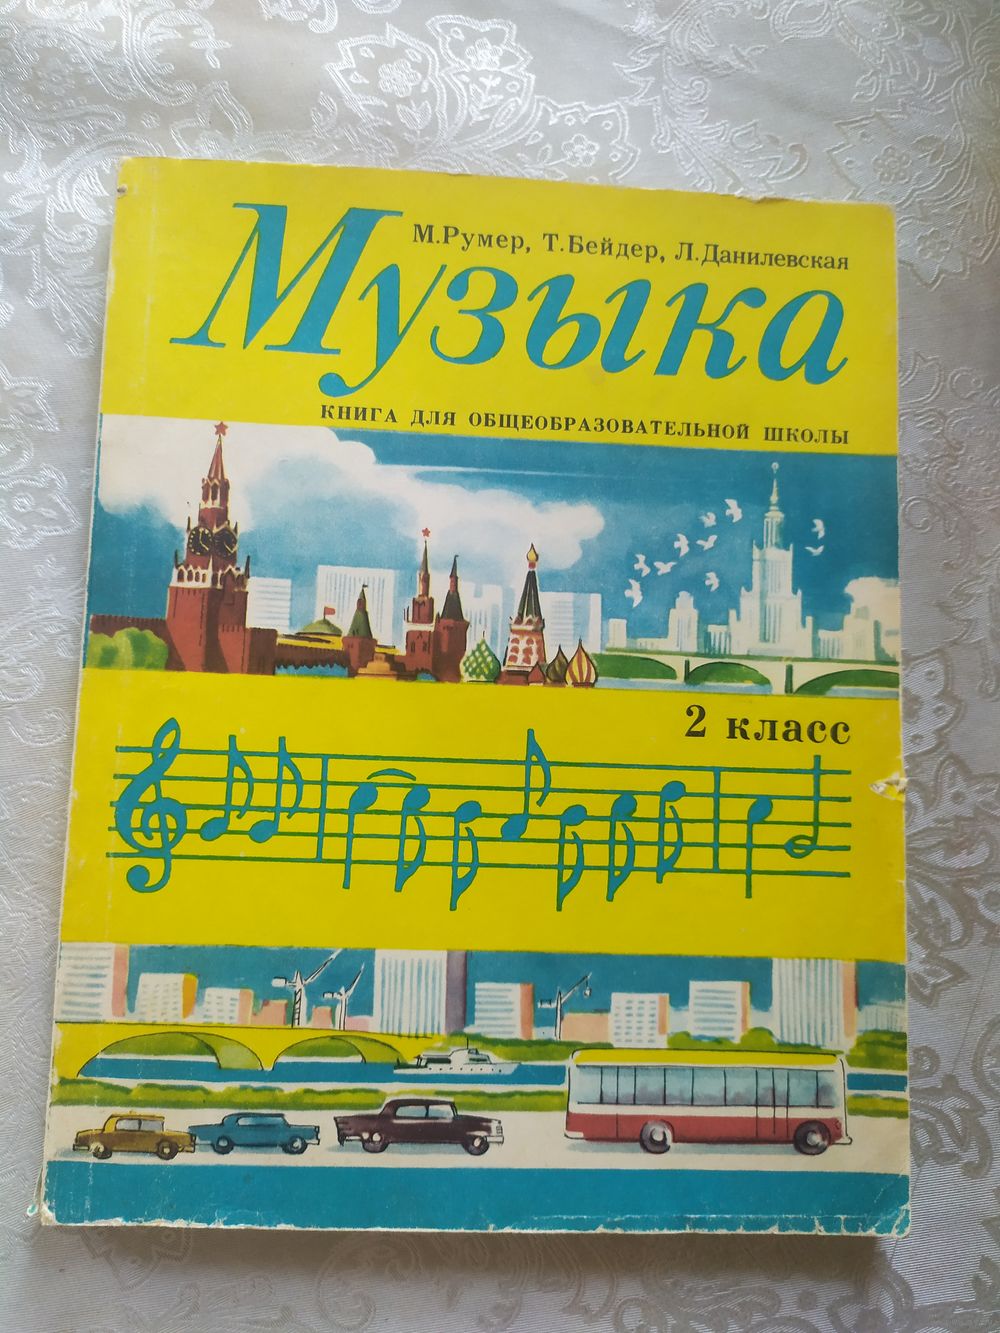 М.Румер, Т.Бейдер, Л.Данилевская
Музыка
КНИГА ДЛЯ ОБЩЕОБРАЗОВАТЕЛЬНОЙ ШКОЛЫ
2 класс